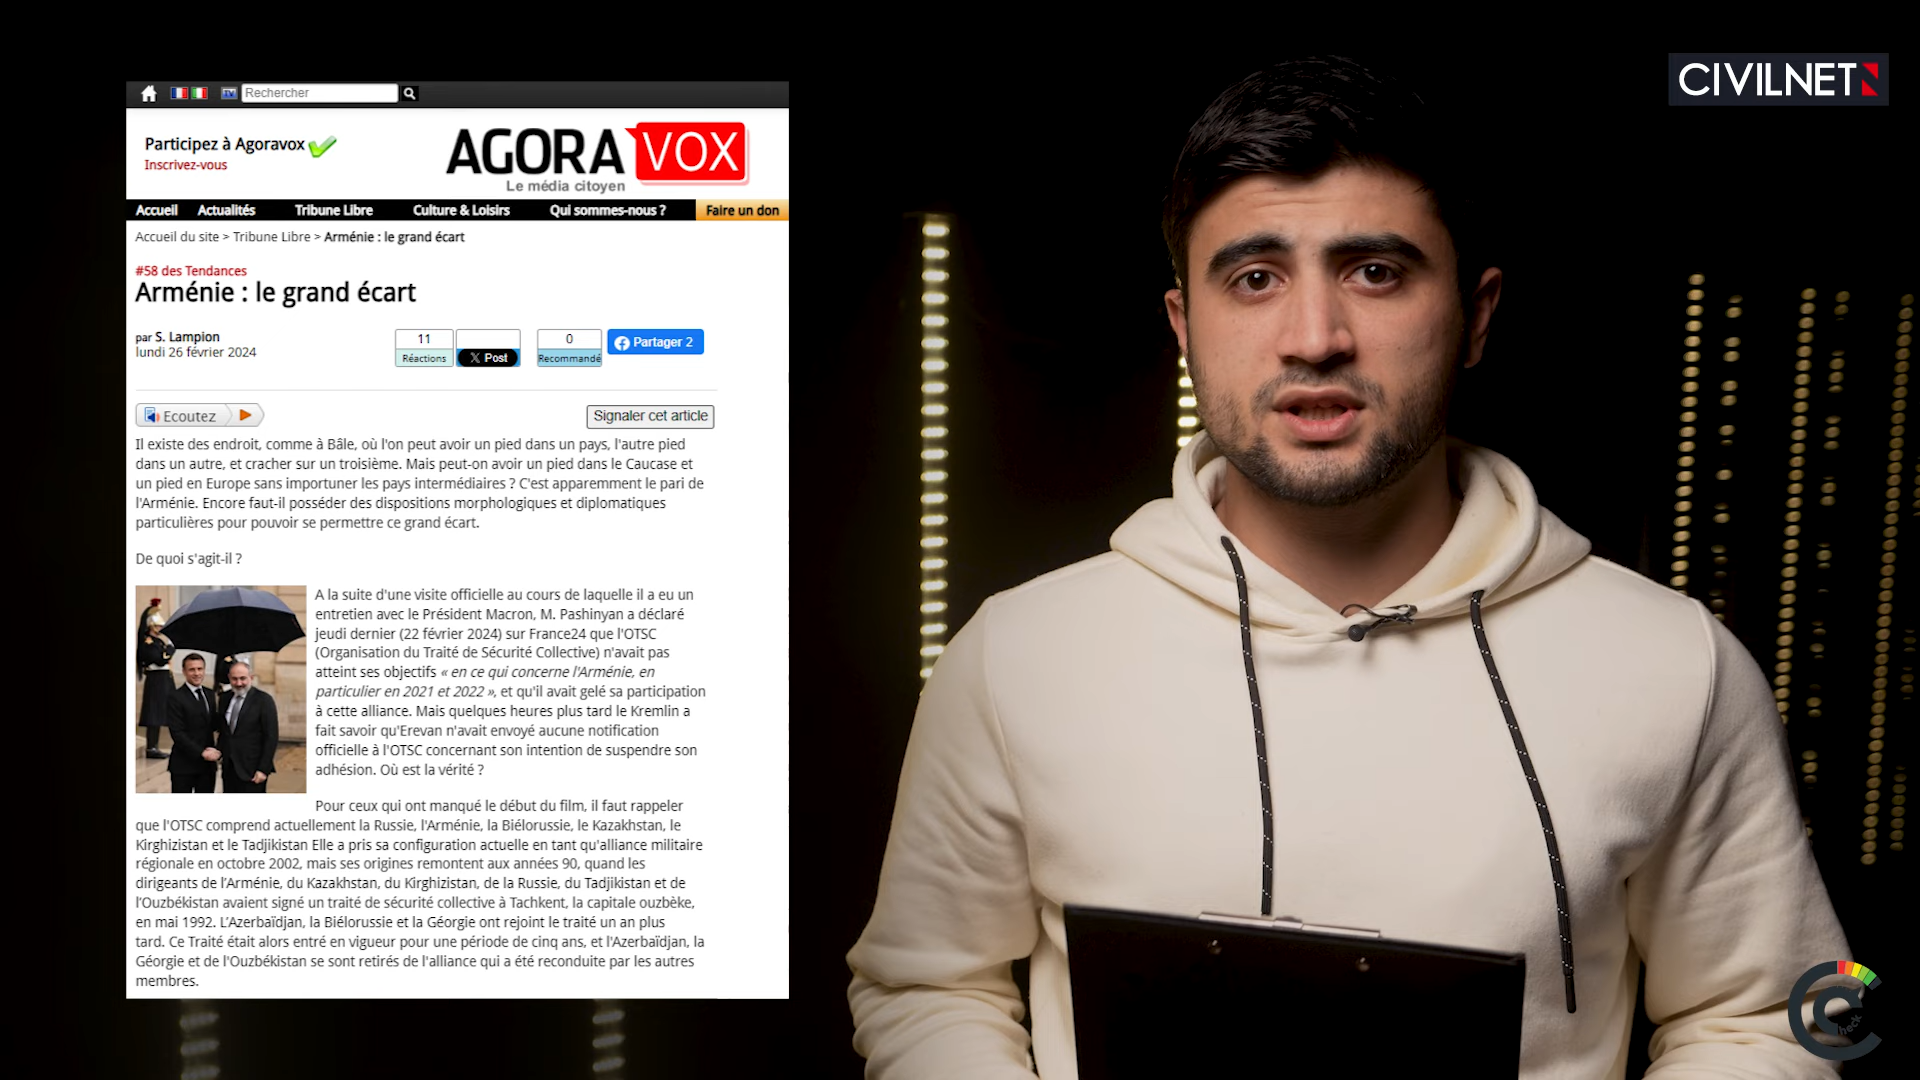 CIVILNET
TV
Rechercher
Participez à Agoravox
Inscrivez-vous
AGORA VOX
Le média citoyen
Accueil Actualités Tribune Libre Culture & Loisirs Qui sommes-nous ? Faire un don
Accueil du site > Tribune Libre > Arménie : le grand écart
#58 des Tendances
Arménie : le grand écart
par S. Lampion
lundi 26 février 2024
11
Réactions
X Post
0
Recommandé
Partager 2
Ecoutez
Signaler cet article
Il existe des endroit, comme à Bâle, où l'on peut avoir un pied dans un pays, l'autre pied
dans un autre, et cracher sur un troisième. Mais peut-on avoir un pied dans le Caucase et
un pied en Europe sans importuner les pays intermédiaires ? C'est apparemment le pari de
l'Arménie. Encore faut-il posséder des dispositions morphologiques et diplomatiques
particulières pour pouvoir se permettre ce grand écart.
De quoi s'agit-il ?
A la suite d'une visite officielle au cours de laquelle il a eu un
entretien avec le Président Macron, M. Pashinyan a déclaré
jeudi dernier (22 février 2024) sur France24 que l'OTSC
(Organisation du Traité de Sécurité Collective) n'avait pas
atteint ses objectifs « en ce qui concerne l'Arménie, en
particulier en 2021 et 2022 », et qu'il avait gelé sa participation
à cette alliance. Mais quelques heures plus tard le Kremlin a
fait savoir qu'Erevan n'avait envoyé aucune notification
officielle à l'OTSC concernant son intention de suspendre son
adhésion. Où est la vérité ?
Pour ceux qui ont manqué le début du film, il faut rappeler
que l'OTSC comprend actuellement la Russie, l'Arménie, la Biélorussie, le Kazakhstan, le
Kirghizistan et le Tadjikistan Elle a pris sa configuration actuelle en tant qu'alliance militaire
régionale en octobre 2002, mais ses origines remontent aux années 90, quand les
dirigeants de l'Arménie, du Kazakhstan, du Kirghizistan, de la Russie, du Tadjikistan et de
l'Ouzbékistan avaient signé un traité de sécurité collective à Tachkent, la capitale ouzbèke,
en mai 1992. L'Azerbaïdjan, la Biélorussie et la Géorgie ont rejoint le traité un an plus
tard. Ce Traité était alors entré en vigueur pour une période de cinq ans, et l'Azerbaïdjan, la
Géorgie et de l'Ouzbékistan se sont retirés de l'alliance qui a été reconduite par les autres
membres.
Check